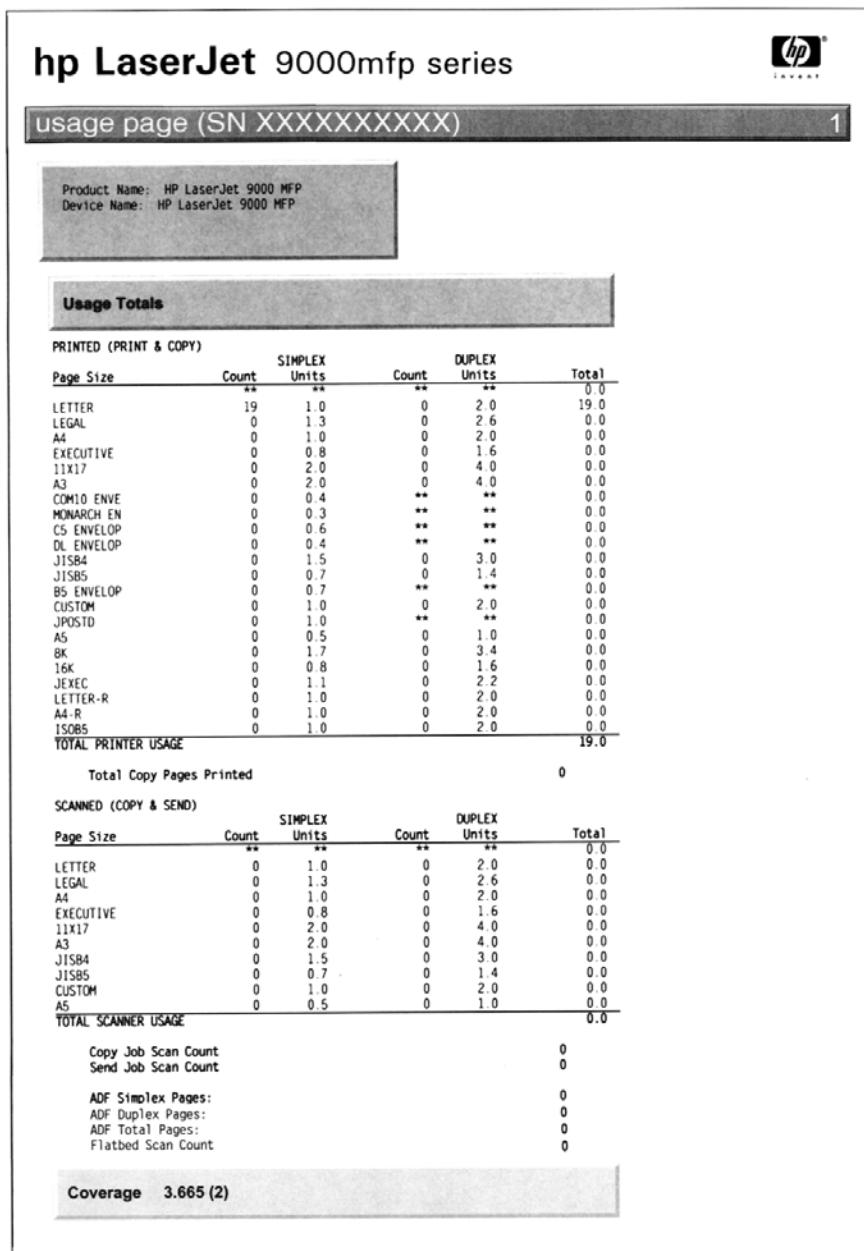 hp LaserJet 9000mfp series
hp
invent
usage page (SN XXXXXXXXXX) 1
Product Name: HP LaserJet 9000 MFP
Device Name: HP LaserJet 9000 MFP
Usage Totals
PRINTED (PRINT & COPY)
SIMPLEX DUPLEX
Page Size Count Units Count Units Total
** ** ** ** 0.0
LETTER 19 1.0 0 2.0 19.0
LEGAL 0 1.3 0 2.6 0.0
A4 0 1.0 0 2.0 0.0
EXECUTIVE 0 0.8 0 1.6 0.0
11X17 0 2.0 0 4.0 0.0
A3 0 2.0 0 4.0 0.0
COM10 ENVE 0 0.4 ** ** 0.0
MONARCH EN 0 0.3 ** ** 0.0
C5 ENVELOP 0 0.6 ** ** 0.0
DL ENVELOP 0 0.4 ** ** 0.0
JISB4 0 1.5 0 3.0 0.0
JISB5 0 0.7 0 1.4 0.0
B5 ENVELOP 0 0.7 ** ** 0.0
CUSTOM 0 1.0 0 2.0 0.0
JPOSTD 0 1.0 ** ** 0.0
A5 0 0.5 0 1.0 0.0
8K 0 1.7 0 3.4 0.0
16K 0 0.8 0 1.6 0.0
JEXEC 0 1.1 0 2.2 0.0
LETTER-R 0 1.0 0 2.0 0.0
A4-R 0 1.0 0 2.0 0.0
ISOB5 0 1.0 0 2.0 0.0
TOTAL PRINTER USAGE 19.0
Total Copy Pages Printed 0
SCANNED (COPY & SEND)
SIMPLEX DUPLEX
Page Size Count Units Count Units Total
** ** ** ** 0.0
LETTER 0 1.0 0 2.0 0.0
LEGAL 0 1.3 0 2.6 0.0
A4 0 1.0 0 2.0 0.0
EXECUTIVE 0 0.8 0 1.6 0.0
11X17 0 2.0 0 4.0 0.0
A3 0 2.0 0 4.0 0.0
JISB4 0 1.5 0 3.0 0.0
JISB5 0 0.7 0 1.4 0.0
CUSTOM 0 1.0 0 2.0 0.0
A5 0 0.5 0 1.0 0.0
TOTAL SCANNER USAGE 0.0
Copy Job Scan Count 0
Send Job Scan Count 0
ADF Simplex Pages: 0
ADF Duplex Pages: 0
ADF Total Pages: 0
Flatbed Scan Count 0
Coverage 3.665 (2)